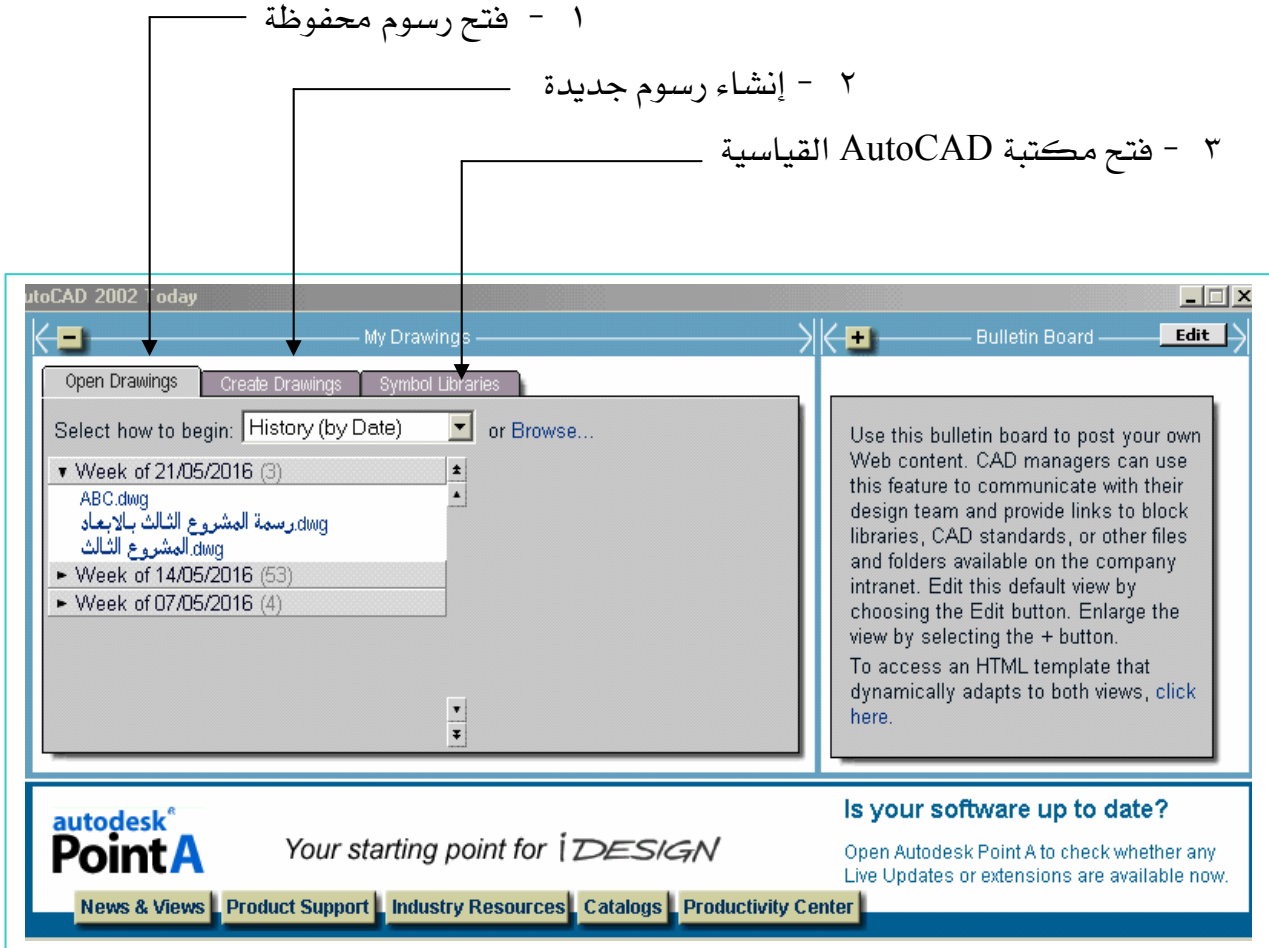 ١ - فتح رسوم محفوظة
٢ - إنشاء رسوم جديدة
٣ - فتح مكتبة AutoCAD القياسية
utoCAD 2002 Today
My Drawings
Bulletin Board
Edit
Open Drawings
Create Drawings
Symbol Libraries
Select how to begin: History (by Date) or Browse...
Week of 21/05/2016 (3)
ABC.dwg
رسمة المشروع الثالث بالابعاد.dwg
المشروع الثالث.dwg
Week of 14/05/2016 (53)
Week of 07/05/2016 (4)
Use this bulletin board to post your own
Web content. CAD managers can use
this feature to communicate with their
design team and provide links to block
libraries, CAD standards, or other files
and folders available on the company
intranet. Edit this default view by
choosing the Edit button. Enlarge the
view by selecting the + button.
To access an HTML template that
dynamically adapts to both views, click
here.
autodesk®
Point A
Your starting point for iDESIGN
Is your software up to date?
Open Autodesk Point A to check whether any
Live Updates or extensions are available now.
News & Views
Product Support
Industry Resources
Catalogs
Productivity Center